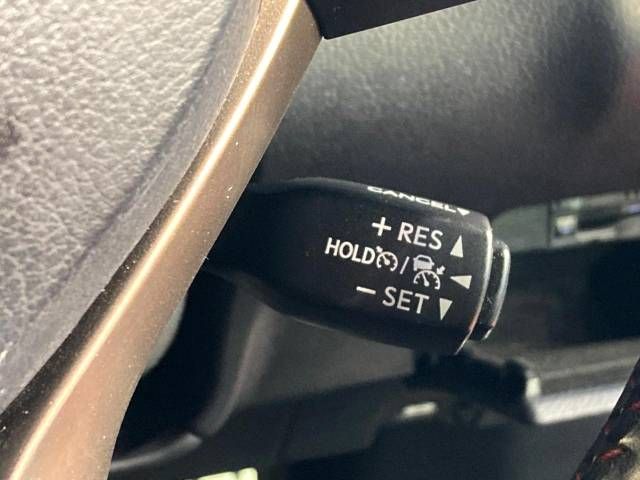 CANCEL
+ RES
HOLD /
− SET